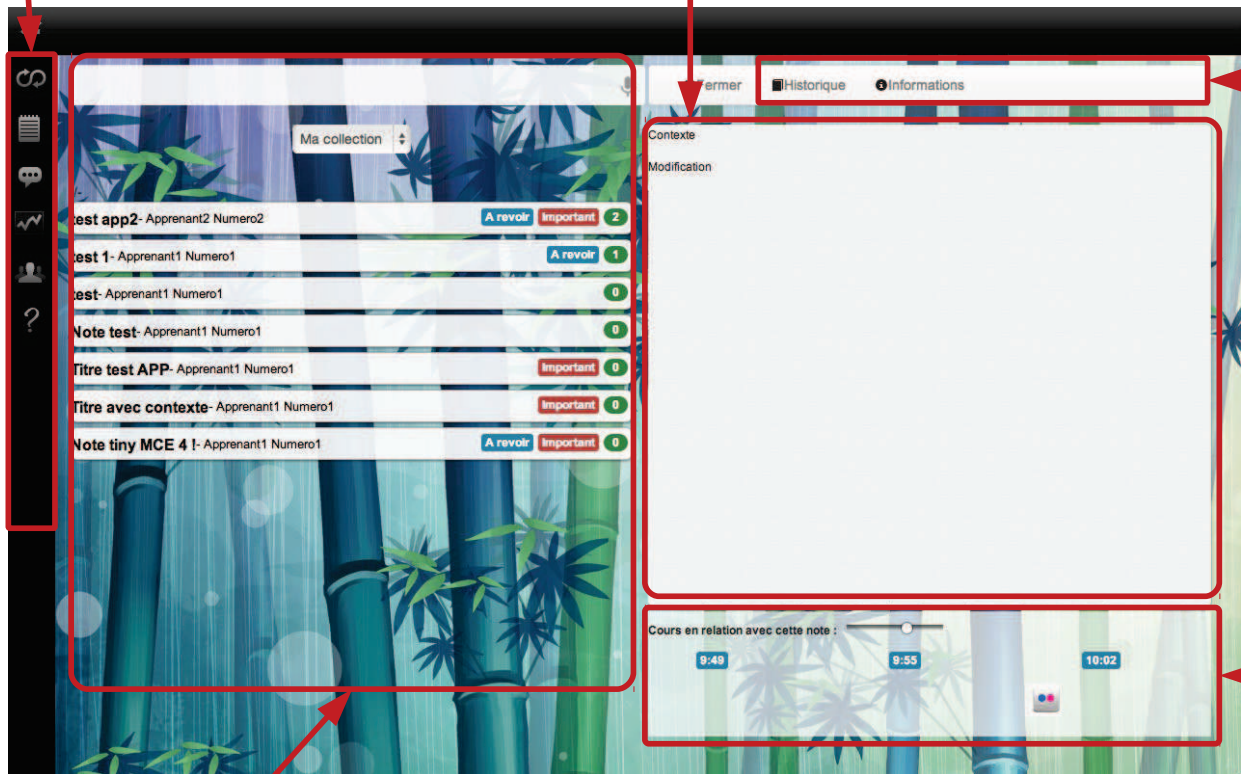 Fermer Historique Informations
Ma collection
Contexte
Modification
test app2- Apprenant2 Numero2 A revoir Important 2
test 1- Apprenant1 Numero1 A revoir 1
test- Apprenant1 Numero1 0
Note test- Apprenant1 Numero1 0
Titre test APP- Apprenant1 Numero1 Important 0
Titre avec contexte- Apprenant1 Numero1 Important 0
Note tiny MCE 4 !- Apprenant1 Numero1 A revoir Important 0
Cours en relation avec cette note :
9:49 9:55 10:02